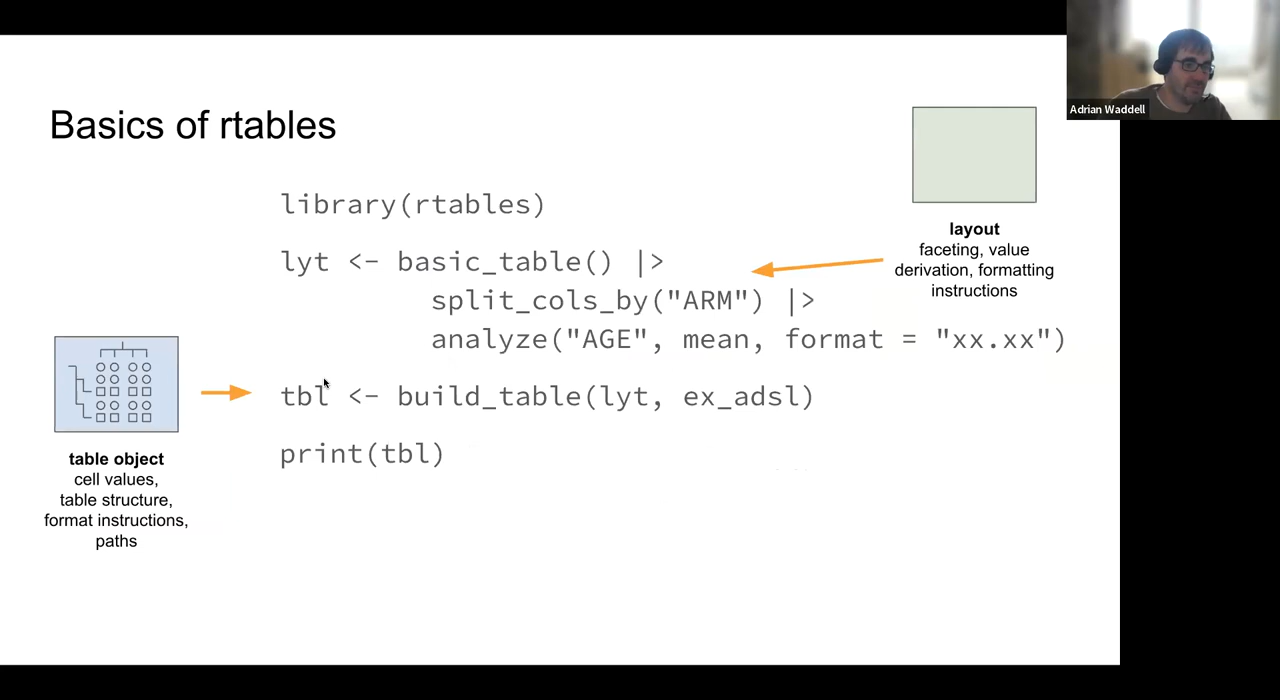 Adrian Waddell
Basics of rtables
library(rtables)
lyt <- basic_table() |>
split_cols_by("ARM") |>
analyze("AGE", mean, format = "xx.xx")
tbl <- build_table(lyt, ex_adsl)
print(tbl)
layout
faceting, value
derivation, formatting
instructions
table object
cell values,
table structure,
format instructions,
paths